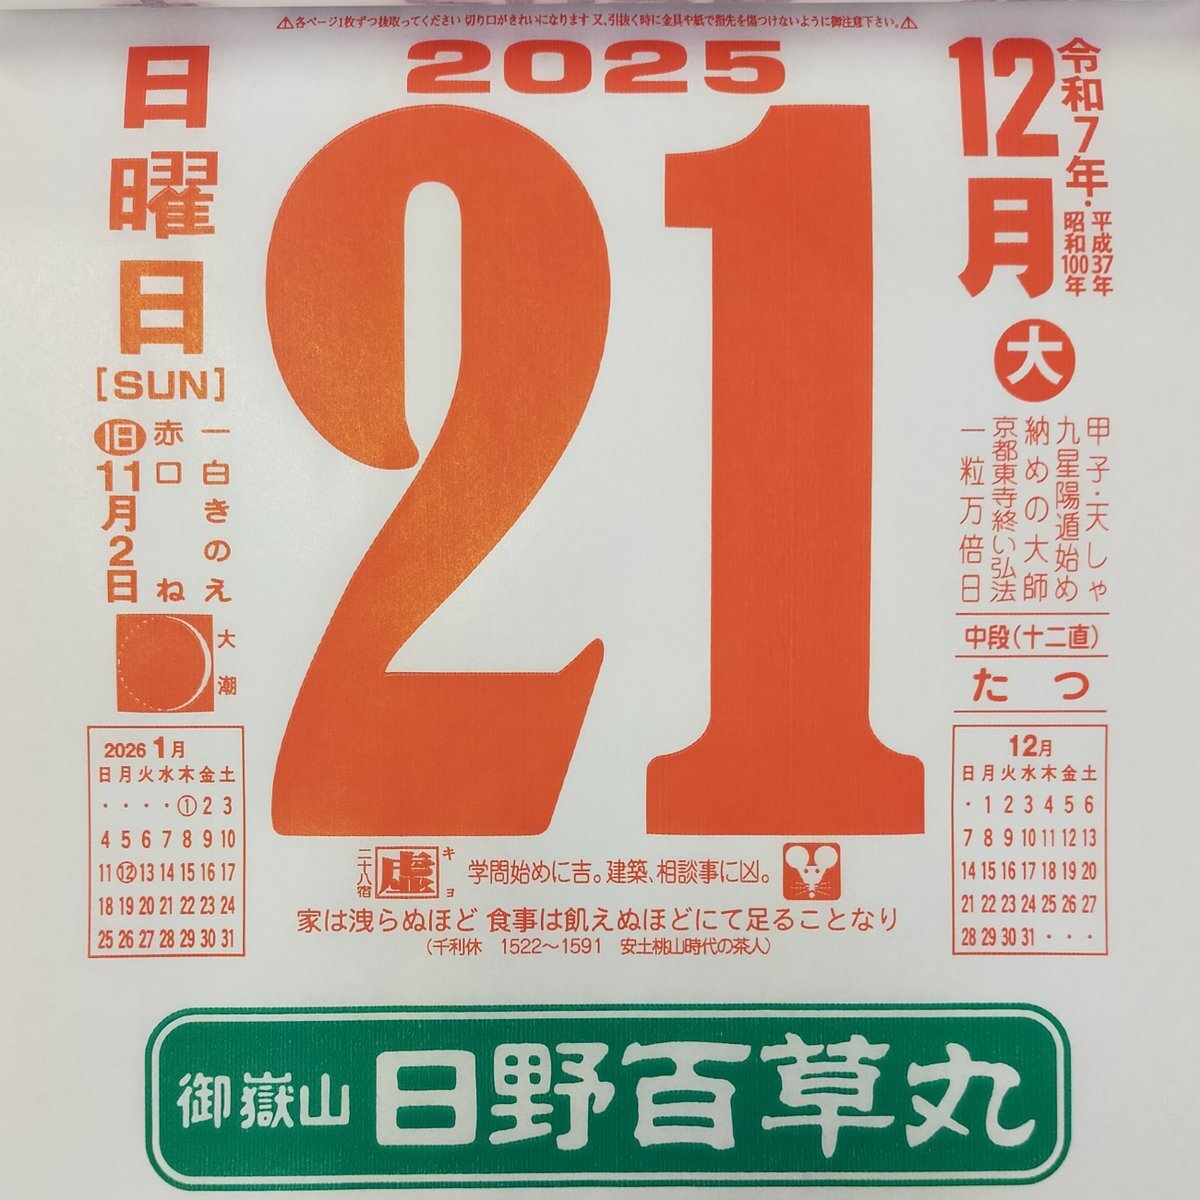 ⚠各ページ1枚ずつ抜取ってください 切り口がきれいになります 又、引抜く時に金具や紙で指先を傷つけないように御注意下さい。⚠
2025
12月
令和7年・平成37年
昭和100年
大
日曜日
[SUN]
21
甲子・天しゃ
九星陽遁始め
納めの大師
京都東寺終い弘法
一粒万倍日
中段(十二直)
たつ
一白きのえ
赤口 ね
旧11月2日
大潮
2026 1月
日月火水木金土
・・・・①2 3
4 5 6 7 8 9 10
11 ⑫ 13 14 15 16 17
18 19 20 21 22 23 24
25 26 27 28 29 30 31
12月
日月火水木金土
・1 2 3 4 5 6
7 8 9 10 11 12 13
14 15 16 17 18 19 20
21 22 23 24 25 26 27
28 29 30 31・・・
二十八宿 虚 キョ 学問始めに吉。建築、相談事に凶。
家は洩らぬほど 食事は飢えぬほどにて足ることなり
(千利休 1522〜1591 安土桃山時代の茶人)
御嶽山 日野百草丸